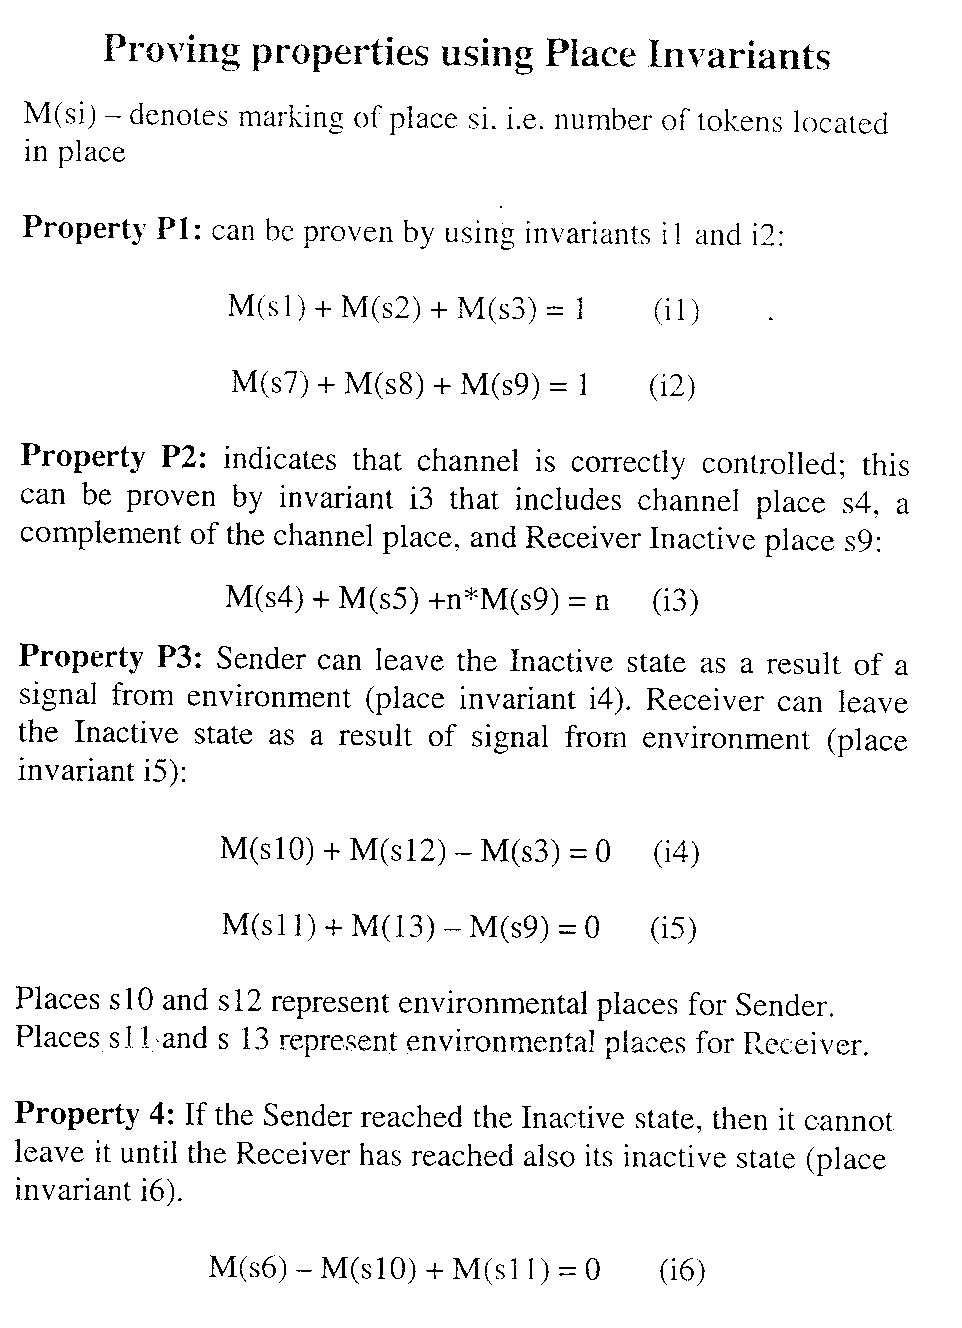 Proving properties using Place Invariants
M(si) – denotes marking of place si. i.e. number of tokens located
in place
Property P1: can be proven by using invariants i1 and i2:
M(s1) + M(s2) + M(s3) = 1 (i1)
M(s7) + M(s8) + M(s9) = 1 (i2)
Property P2: indicates that channel is correctly controlled; this
can be proven by invariant i3 that includes channel place s4, a
complement of the channel place, and Receiver Inactive place s9:
M(s4) + M(s5) +n*M(s9) = n (i3)
Property P3: Sender can leave the Inactive state as a result of a
signal from environment (place invariant i4). Receiver can leave
the Inactive state as a result of signal from environment (place
invariant i5):
M(s10) + M(s12) – M(s3) = 0 (i4)
M(s11) + M(13) – M(s9) = 0 (i5)
Places s10 and s12 represent environmental places for Sender.
Places s11 and s 13 represent environmental places for Receiver.
Property 4: If the Sender reached the Inactive state, then it cannot
leave it until the Receiver has reached also its inactive state (place
invariant i6).
M(s6) – M(s10) + M(s11) = 0 (i6)